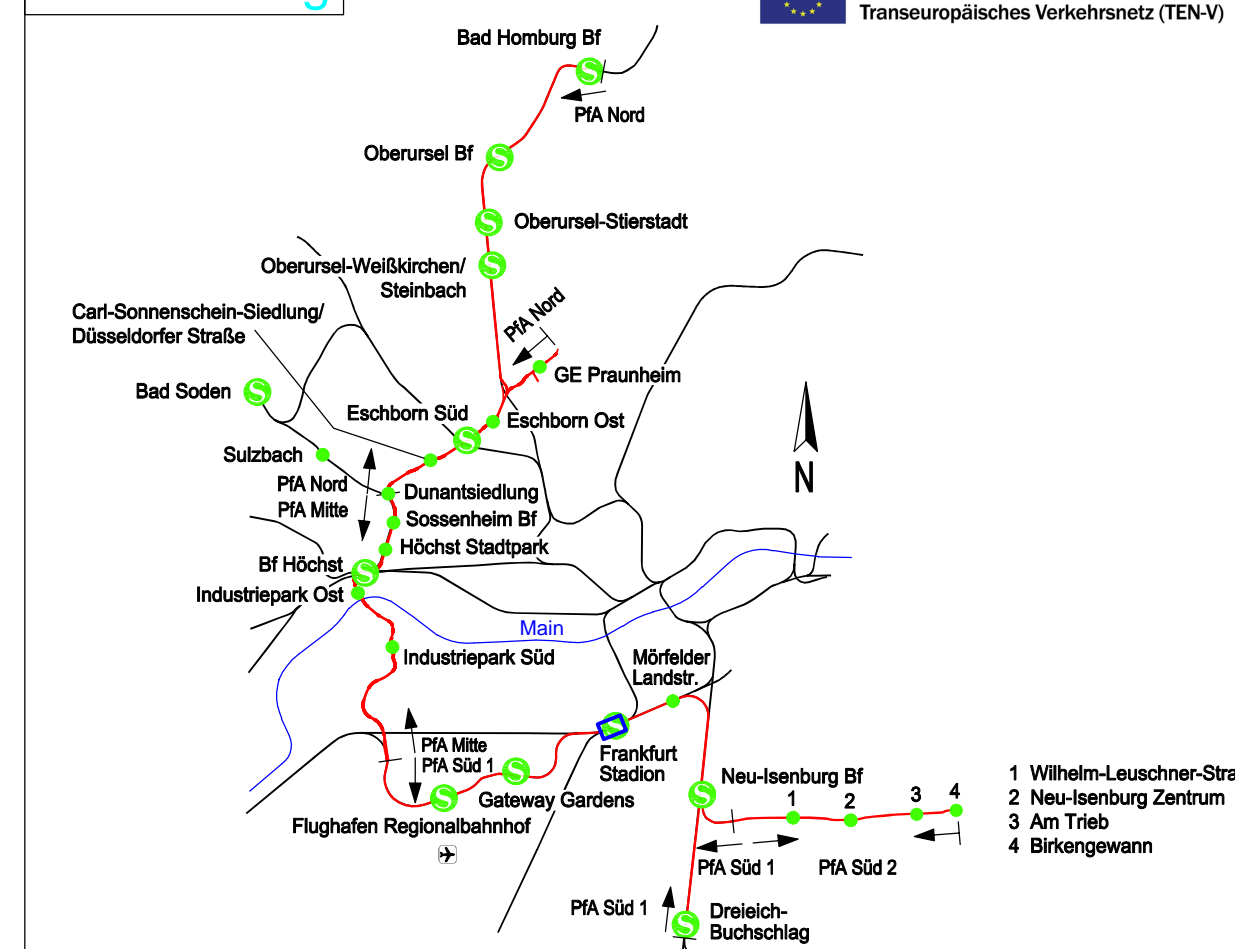 Transeuropäisches Verkehrsnetz (TEN-V)
Bad Homburg Bf
PfA Nord
Oberursel Bf
Oberursel-Stierstadt
Oberursel-Weißkirchen/
Steinbach
Carl-Sonnenschein-Siedlung/
Düsseldorfer Straße
PfA Nord
GE Praunheim
Bad Soden
Eschborn Süd
Eschborn Ost
Sulzbach
PfA Nord
PfA Mitte
Dunantsiedlung
Sossenheim Bf
Höchst Stadtpark
N
Bf Höchst
Industriepark Ost
Main
Industriepark Süd
Mörfelder
Landstr.
PfA Mitte
PfA Süd 1
Frankfurt
Stadion
Gateway Gardens
Flughafen Regionalbahnhof
Neu-Isenburg Bf
1 2 3 4
1 Wilhelm-Leuschner-Stra
2 Neu-Isenburg Zentrum
3 Am Trieb
4 Birkengewann
PfA Süd 1
PfA Süd 2
PfA Süd 1
Dreieich-
Buchschlag